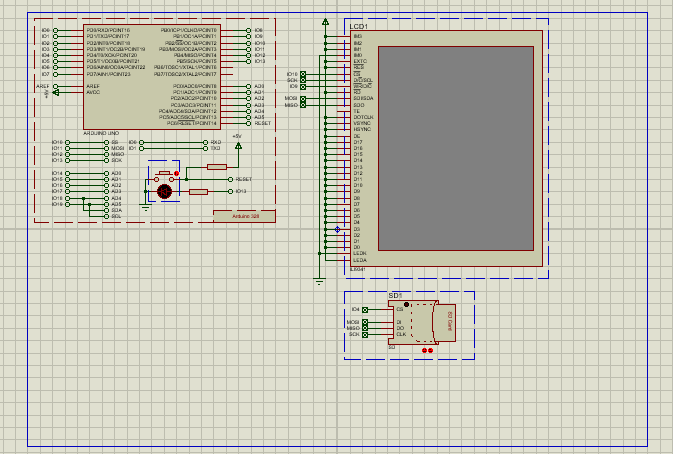 LCD1
IO0
IO1
IO2
IO3
IO4
IO5
IO6
IO7
AREF
PD0/RXD/PCINT16
PD1/TXD/PCINT17
PD2/INT0/PCINT18
PD3/INT1/OC2B/PCINT19
PD4/T0/XCK/PCINT20
PD5/T1/OC0B/PCINT21
PD6/AIN0/OC0A/PCINT22
PD7/AIN1/PCINT23
AREF
AVCC
PB0/ICP1/CLKO/PCINT0
PB1/OC1A/PCINT1
PB2/SS/OC1B/PCINT2
PB3/MOSI/OC2A/PCINT3
PB4/MISO/PCINT4
PB5/SCK/PCINT5
PB6/TOSC1/XTAL1/PCINT6
PB7/TOSC2/XTAL2/PCINT7
PC0/ADC0/PCINT8
PC1/ADC1/PCINT9
PC2/ADC2/PCINT10
PC3/ADC3/PCINT11
PC4/ADC4/SDA/PCINT12
PC5/ADC5/SCL/PCINT13
PC6/RESET/PCINT14
IO8
IO9
IO10
IO11
IO12
IO13
AD0
AD1
AD2
AD3
AD4
AD5
RESET
ARDUINO UNO
IO10 SS
IO11 MOSI
IO12 MISO
IO13 SCK
IO0 RXD
IO1 TXD
+5V
IO14 AD0
IO15 AD1
IO16 AD2
IO17 AD3
IO18 AD4
IO19 AD5
SDA
SCL
RESET
IO13
Arduino 328
IM3
IM2
IM1
IM0
EXTC
RES
CS
D/C/SCL
WR/D/C
RD
SDI/SDA
SDO
TE
DOTCLK
VSYNC
HSYNC
DE
D17
D16
D15
D14
D13
D12
D11
D10
D9
D8
D7
D6
D5
D4
D3
D2
D1
D0
LEDK
LEDA
IO10
SCK
IO9
MOSI
MISO
ILI9341
SD1
IO4 CS
MOSI DI
MISO DO
SCK CLK
SD Card
SD